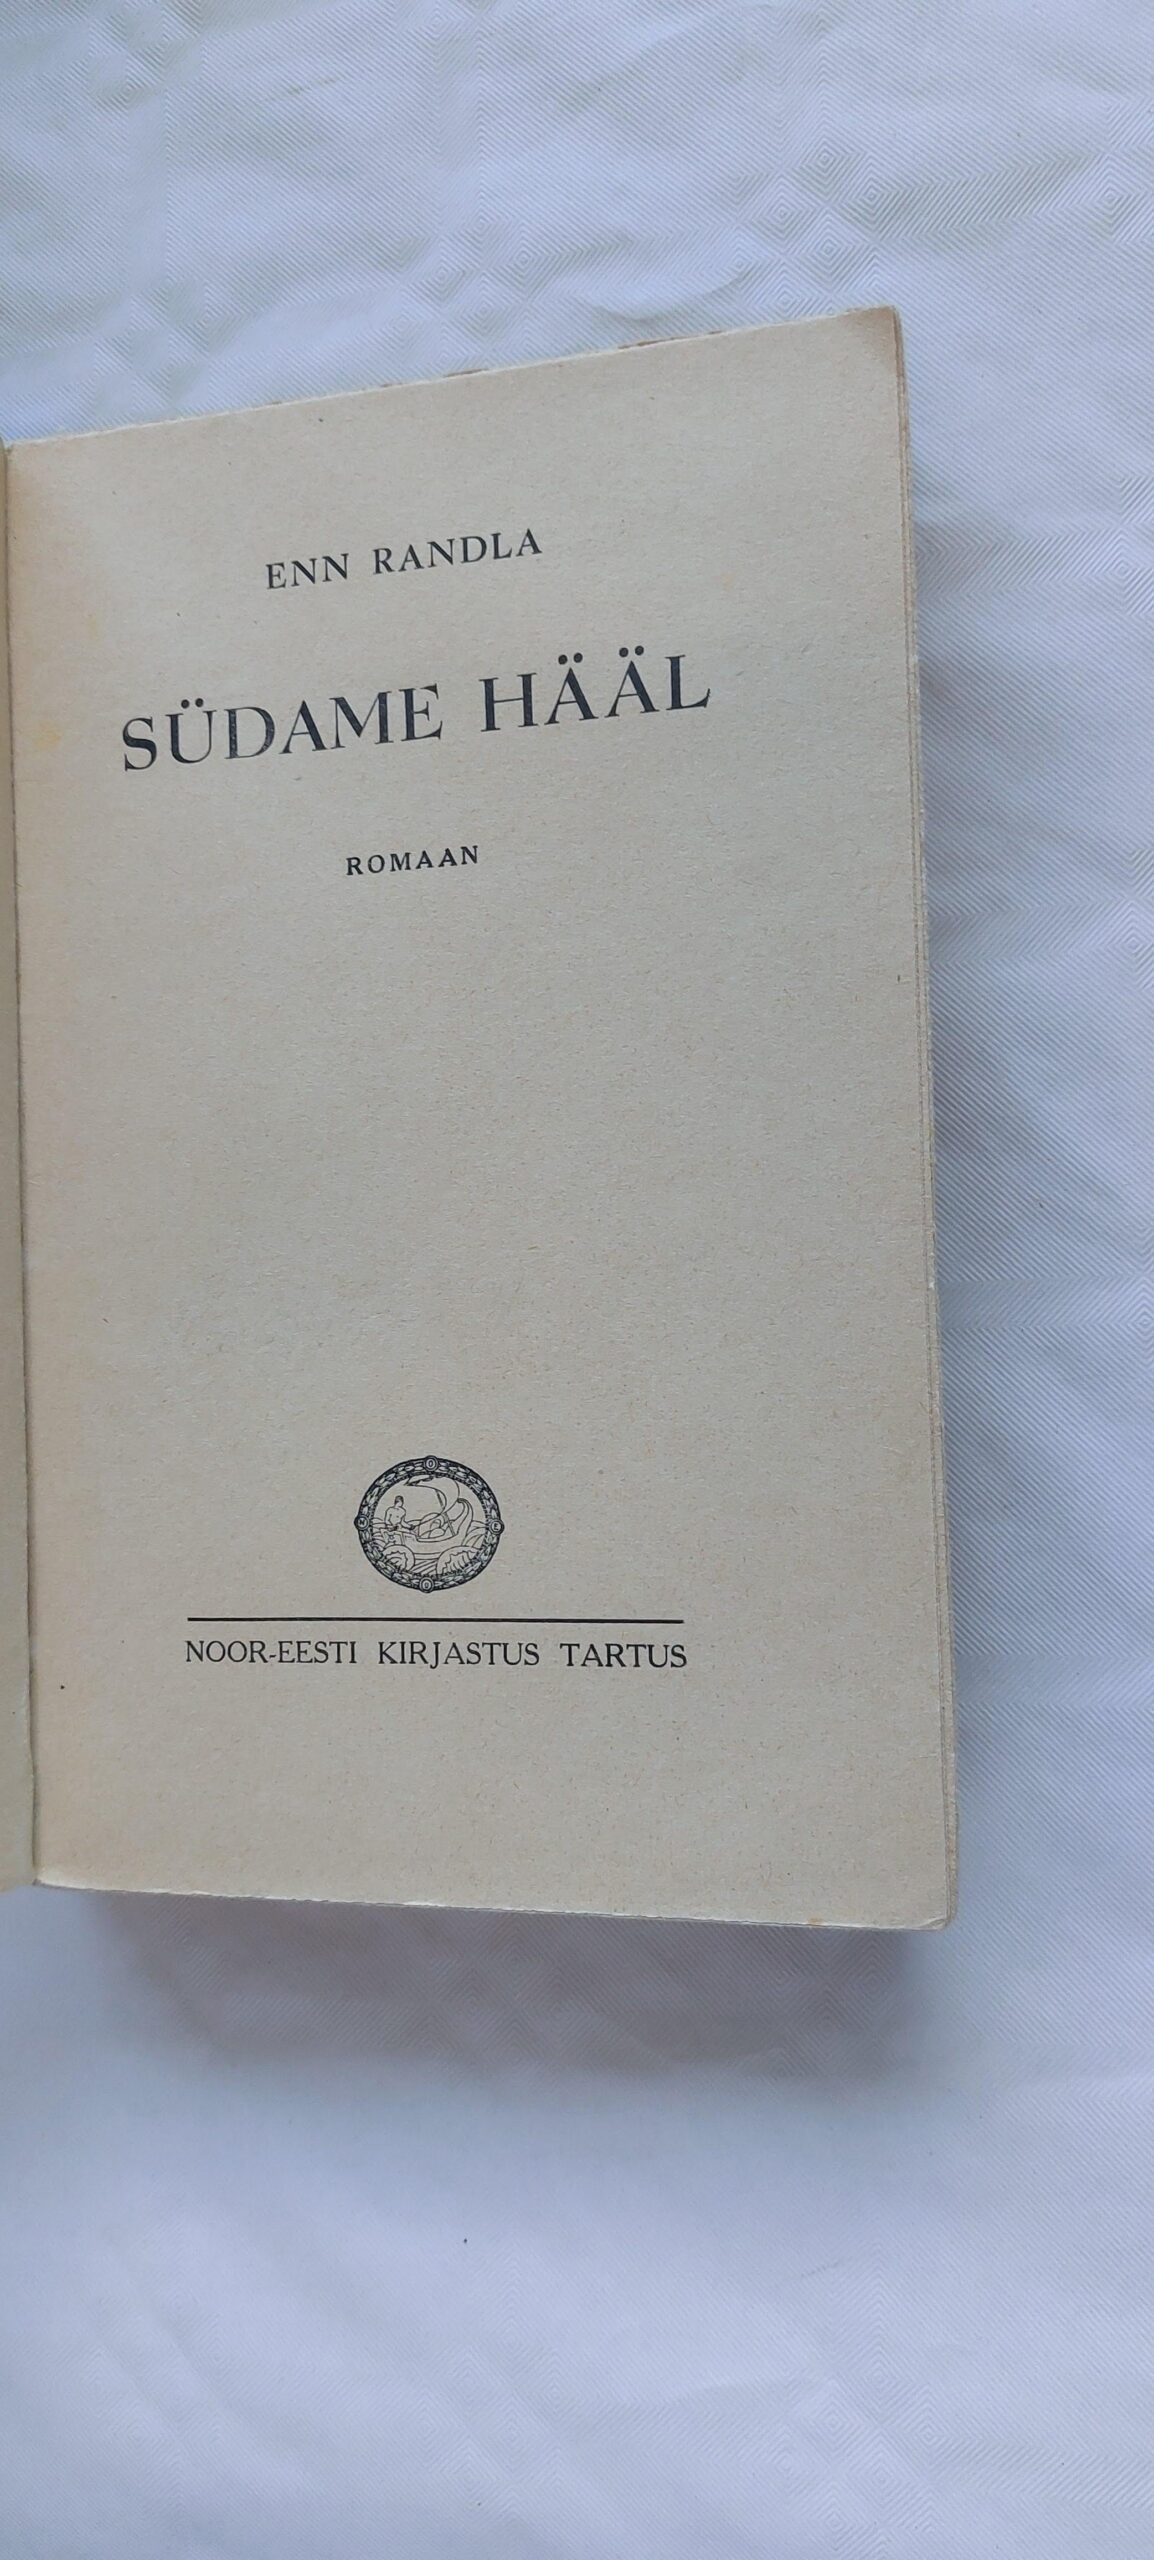 ENN RANDLA
SÜDAME HÄÄL
ROMAAN
NOOR-EESTI KIRJASTUS TARTUS